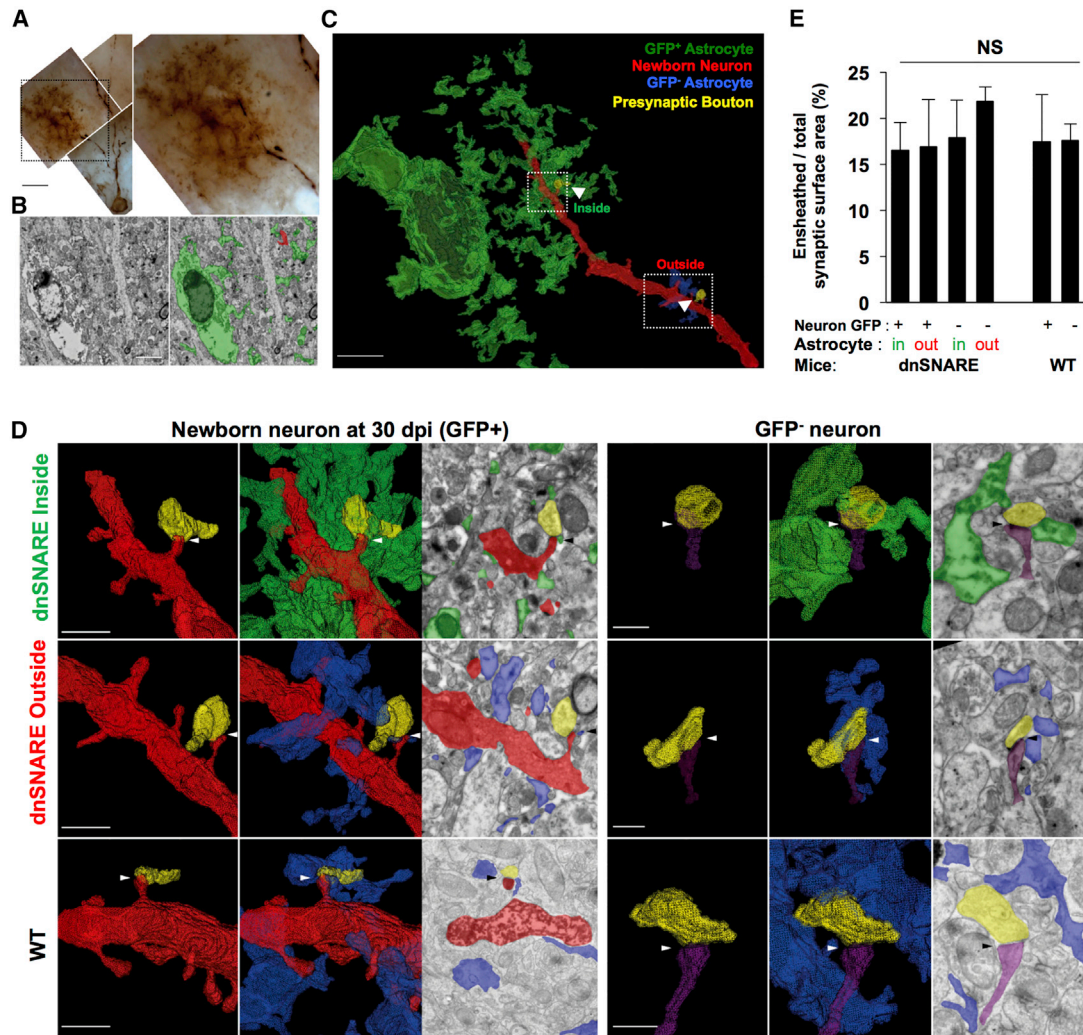 A
B
C
GFP⁺ Astrocyte
Newborn Neuron
GFP⁻ Astrocyte
Presynaptic Bouton
Inside
Outside
E
NS
Ensheathed / total
synaptic surface area (%)
25
20
15
10
5
0
Neuron GFP : + + - - + -
Astrocyte : in out in out
Mice: dnSNARE WT
D
Newborn neuron at 30 dpi (GFP+)
GFP⁻ neuron
dnSNARE Inside
dnSNARE Outside
WT